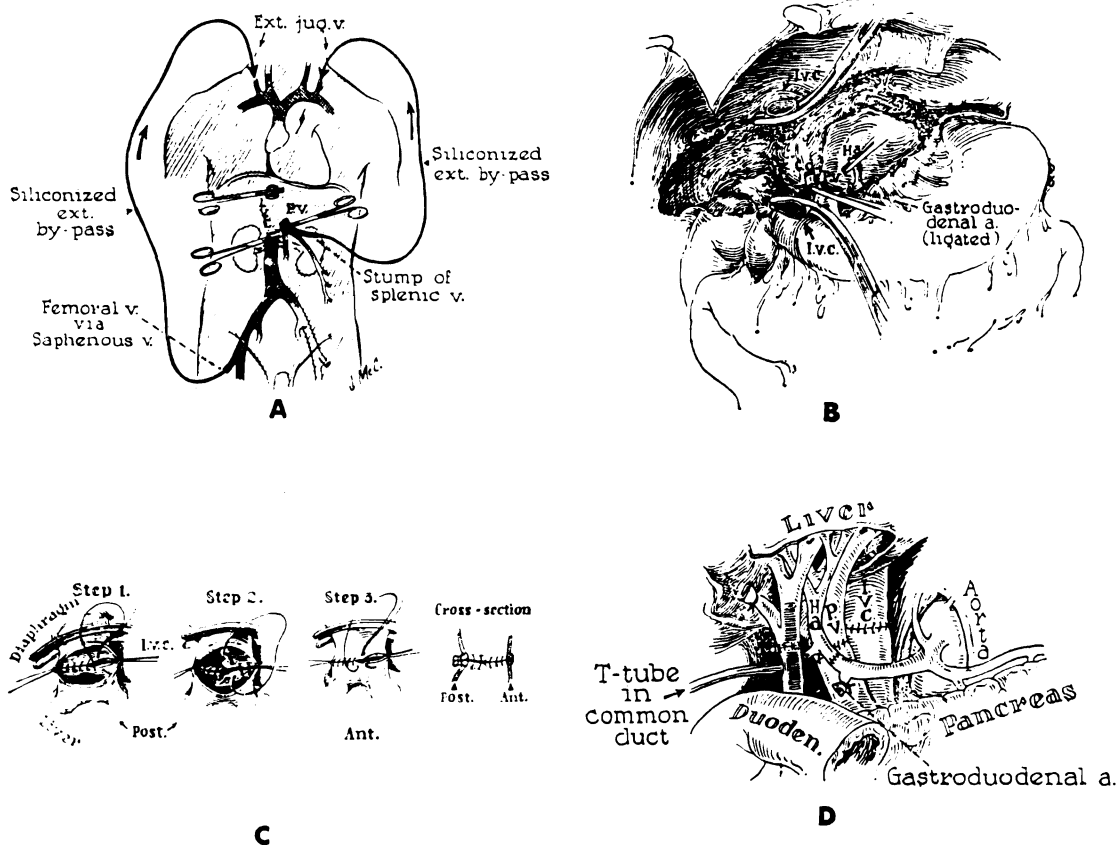 Ext. jug.v.
Siliconized
ext. by-pass
Siliconized
ext.
by-pass
P.V.
Stump of
splenic v.
Femoral v.
via
Saphenous v.
McC.
A
I.v.c.
H.a.
P.V.
Gastroduo-
denal a.
(ligated)
I.v.c.
B
Step 1.
Step 2.
Step 3.
Cross-section
Diaphragm
I.v.c.
Liver
Post.
Ant.
Post.
Ant.
C
Liver
H
a
P
V
I
V
C
Aorta
T-tube
in
common
duct
Duoden.
Pancreas
Gastroduodenal a.
D